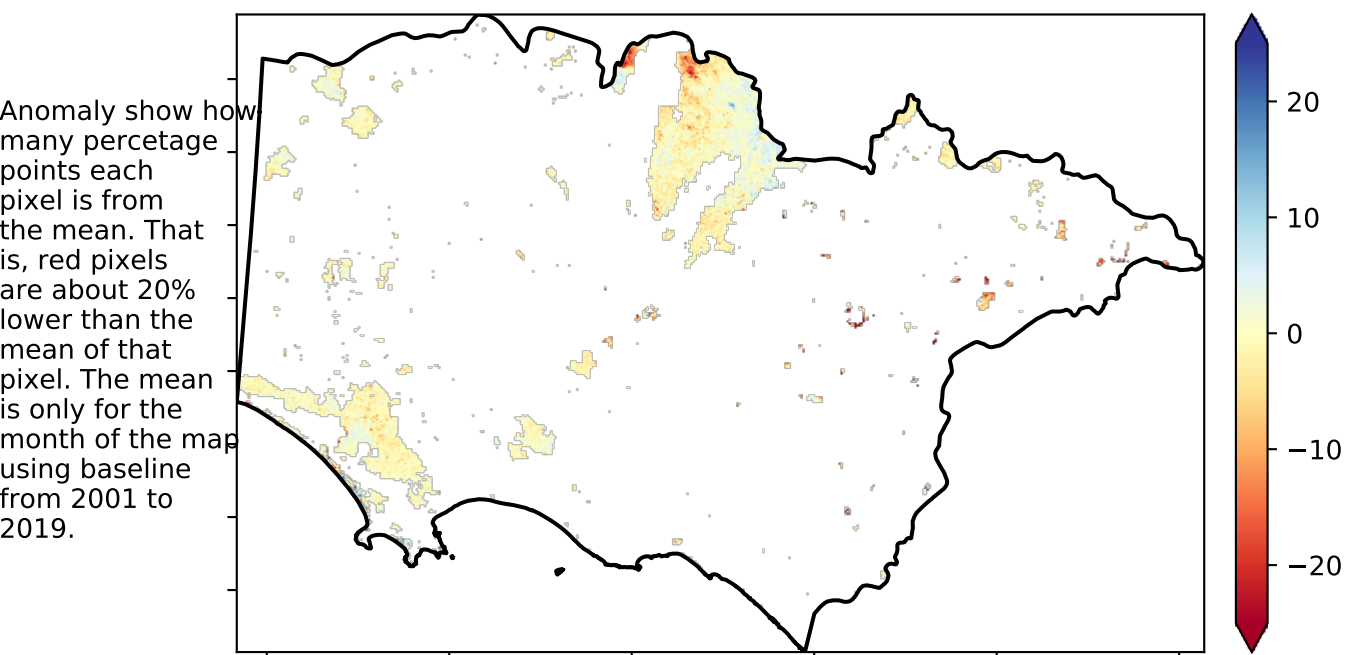 Anomaly show how
many percetage
points each
pixel is from
the mean. That
is, red pixels
are about 20%
lower than the
mean of that
pixel. The mean
is only for the
month of the map
using baseline
from 2001 to
2019.
20
10
0
−10
−20